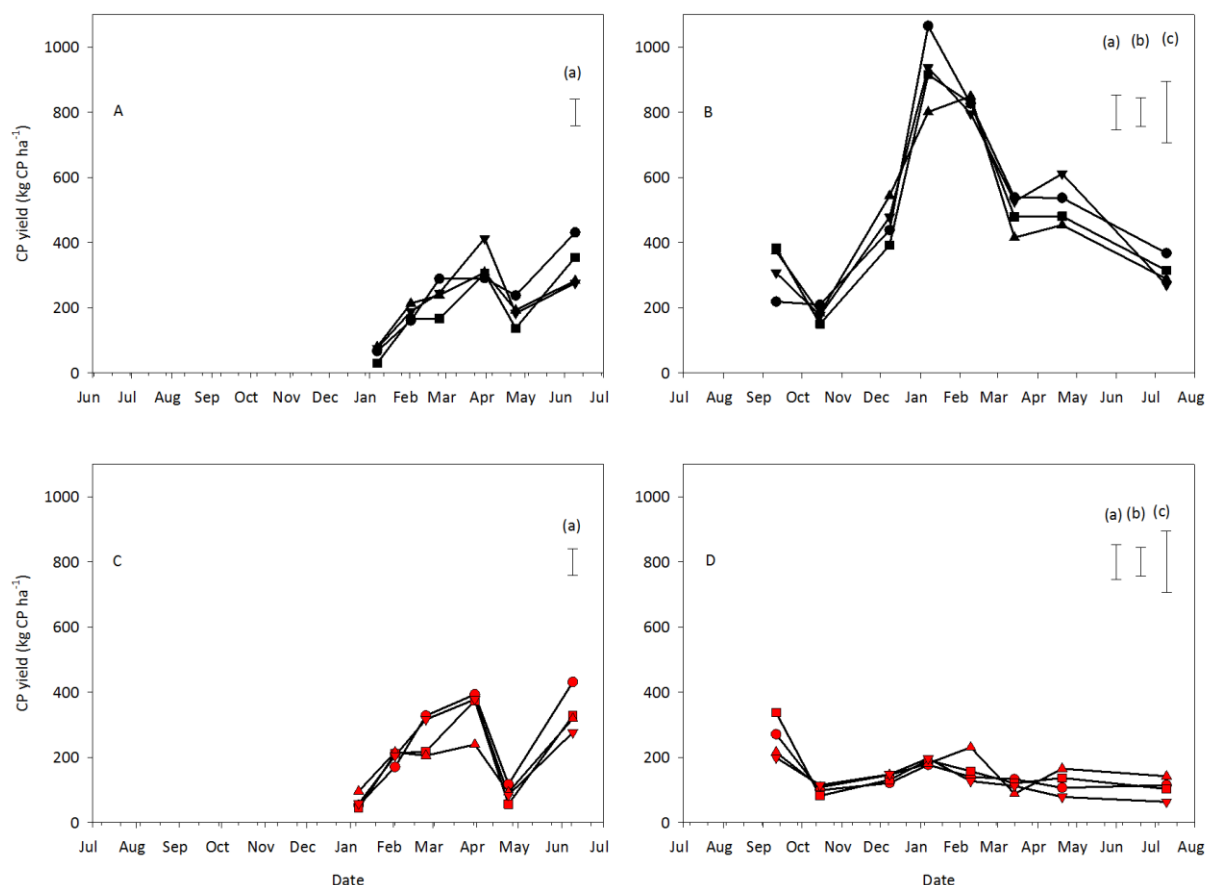 1000
800
600
400
200
0
CP yield (kg CP ha⁻¹)
A
(a)
Jun Jul Aug Sep Oct Nov Dec Jan Feb Mar Apr May Jun Jul
1000
800
600
400
200
0
B
(a) (b) (c)
Jul Aug Sep Oct Nov Dec Jan Feb Mar Apr May Jun Jul Aug
1000
800
600
400
200
0
CP yield (kg CP ha⁻¹)
C
(a)
Jul Aug Sep Oct Nov Dec Jan Feb Mar Apr May Jun Jul
Date
1000
800
600
400
200
0
D
(a) (b) (c)
Jul Aug Sep Oct Nov Dec Jan Feb Mar Apr May Jun Jul Aug
Date